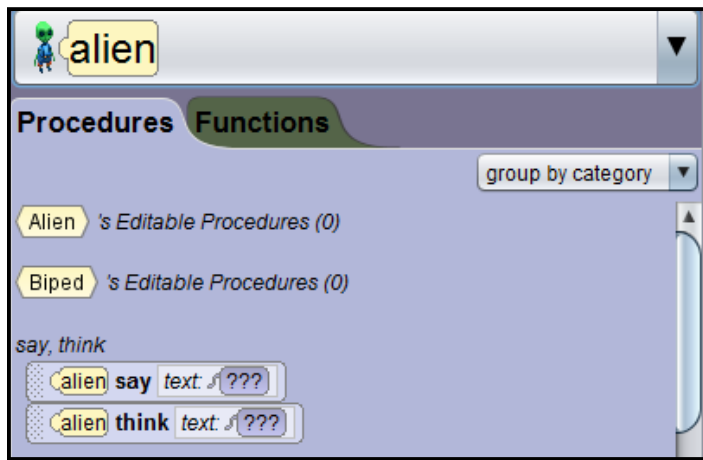 alien
Procedures Functions
group by category
Alien 's Editable Procedures (0)
Biped 's Editable Procedures (0)
say, think
alien say text: ???
alien think text: ???